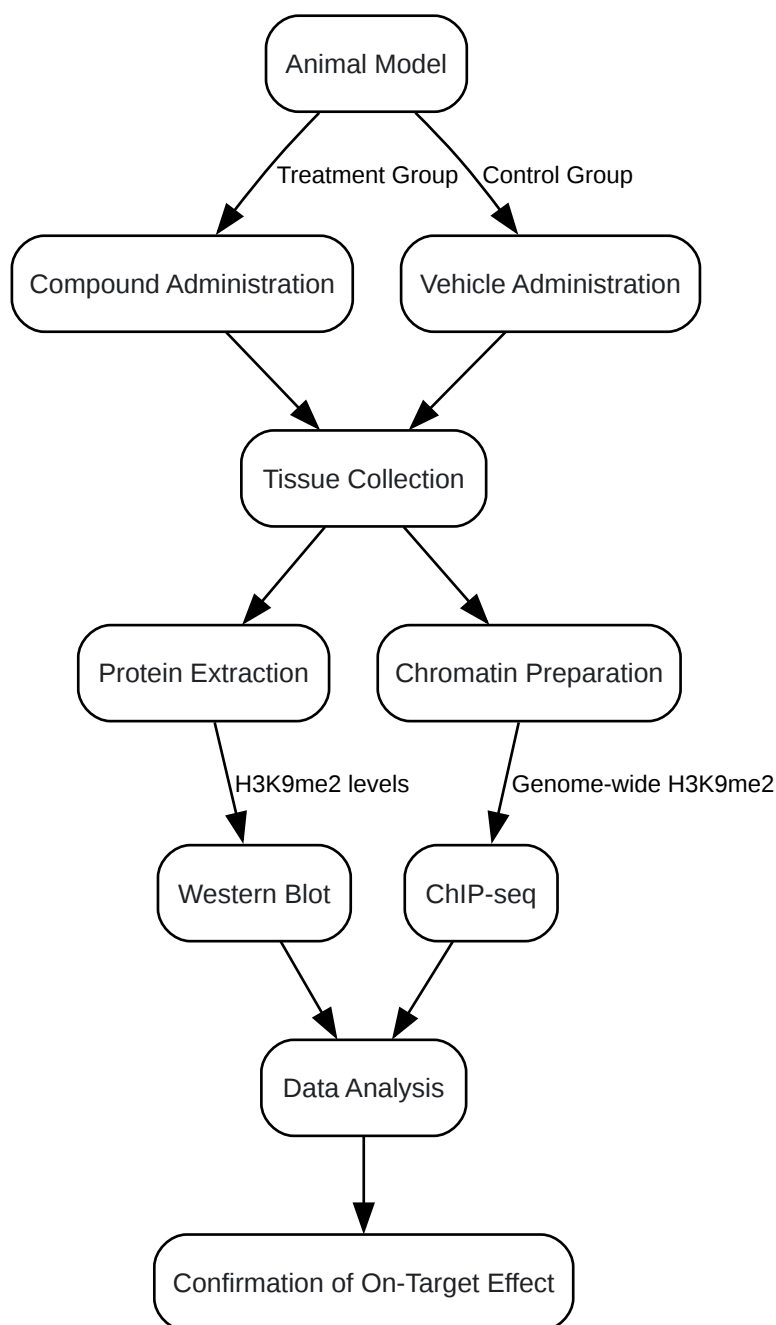 Animal Model
Treatment Group
Control Group
Compound Administration
Vehicle Administration
Tissue Collection
Protein Extraction
Chromatin Preparation
H3K9me2 levels
Genome-wide H3K9me2
Western Blot
ChIP-seq
Data Analysis
Confirmation of On-Target Effect